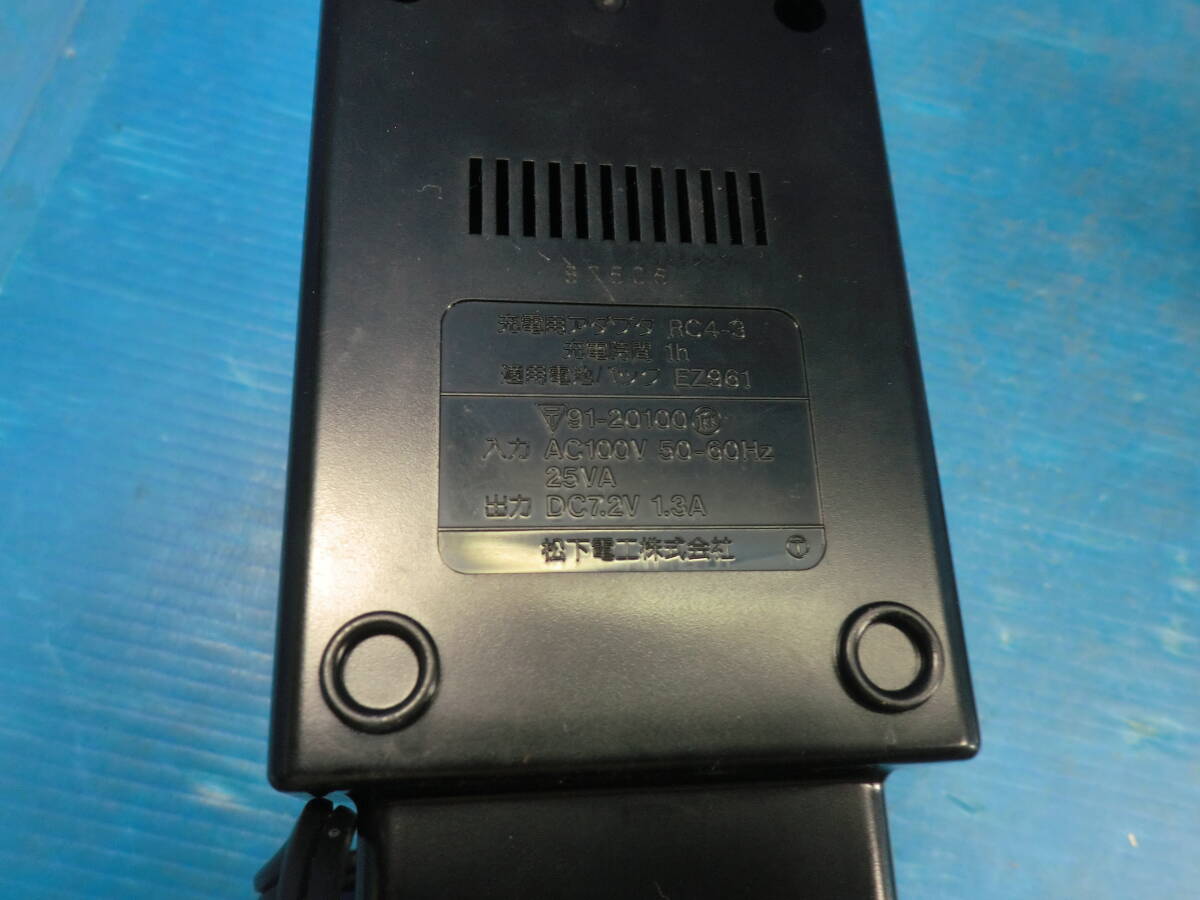 97506
充電用アダプタ RC4-3
充電時間 1h
適用電池パック EZ961
91-20100
入力 AC100V 50-60Hz
25VA
出力 DC7.2V 1.3A
松下電工株式会社 T